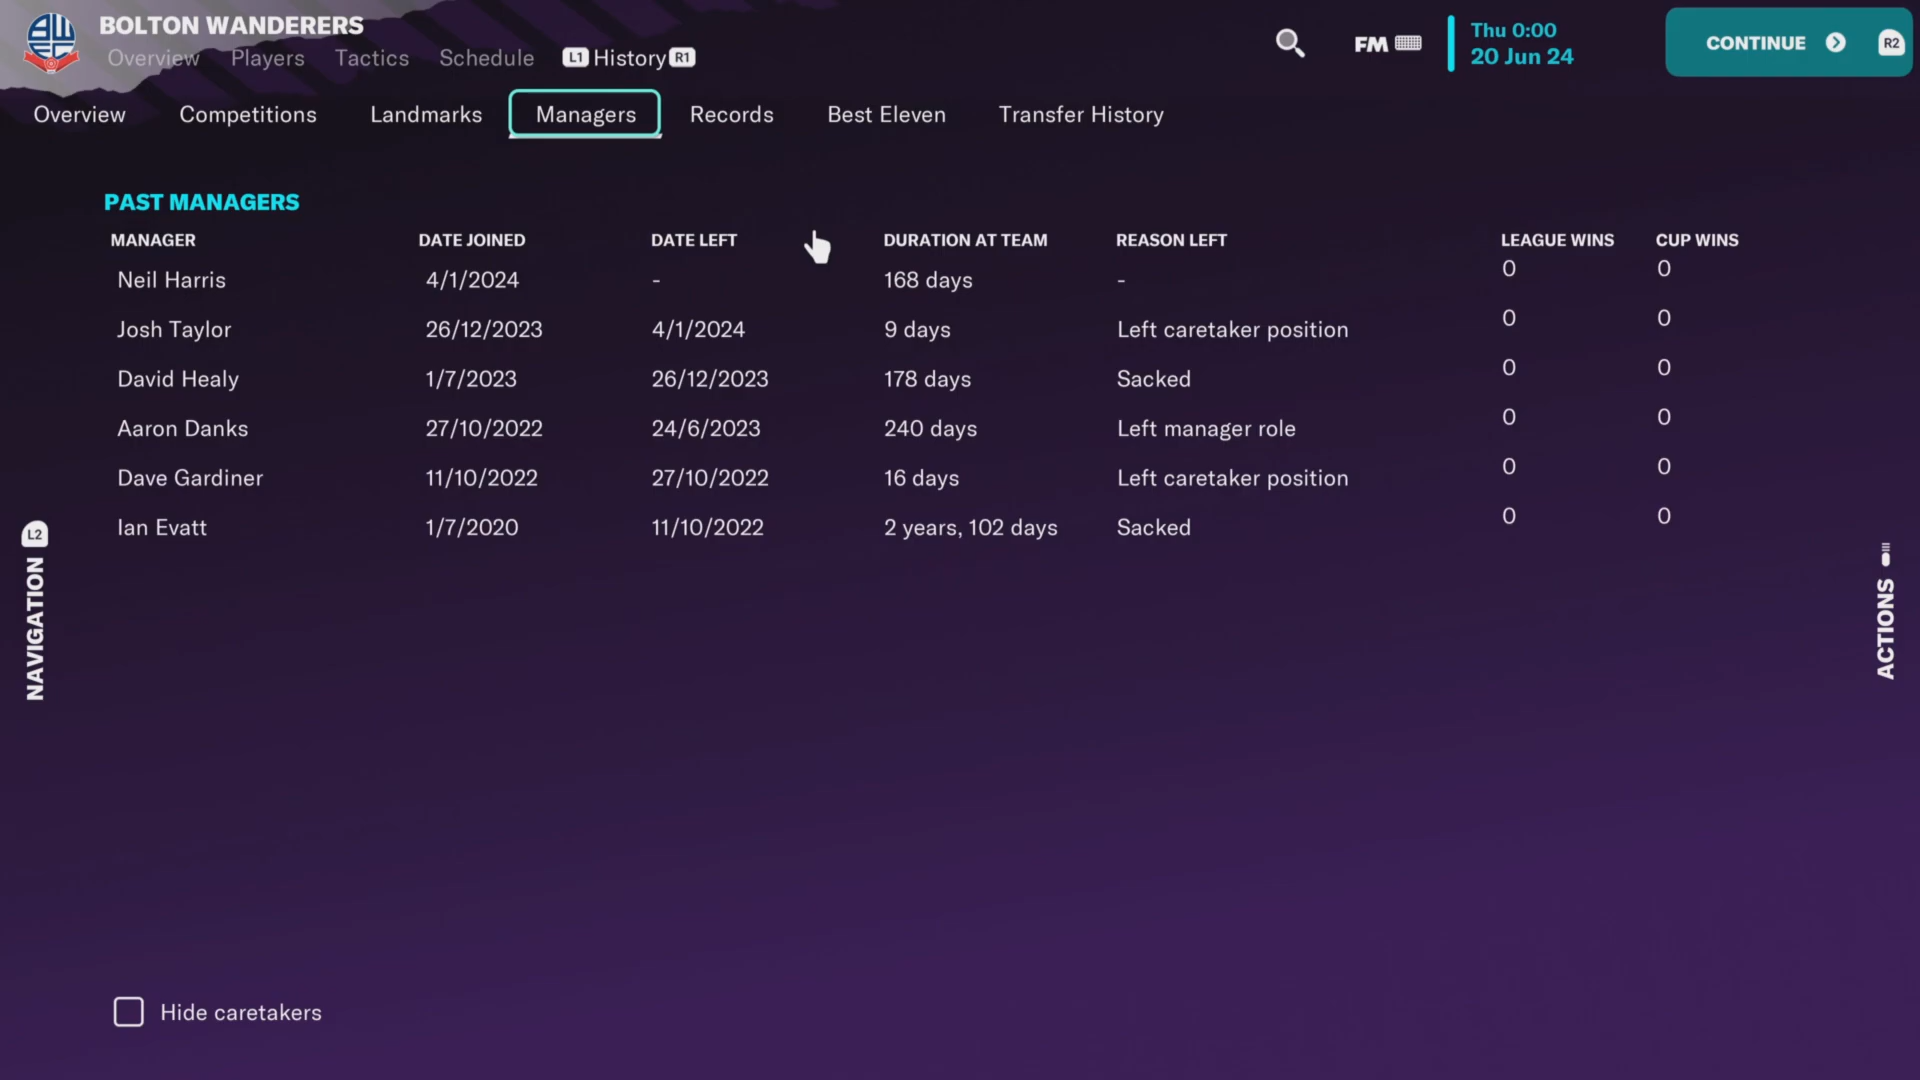 BOLTON WANDERERS
Overview Players Tactics Schedule L1 History R1
FM
Thu 0:00
20 Jun 24
CONTINUE R2
Overview Competitions Landmarks Managers Records Best Eleven Transfer History
PAST MANAGERS
MANAGER DATE JOINED DATE LEFT DURATION AT TEAM REASON LEFT LEAGUE WINS CUP WINS
Neil Harris 4/1/2024 - 168 days - 0 0
Josh Taylor 26/12/2023 4/1/2024 9 days Left caretaker position 0 0
David Healy 1/7/2023 26/12/2023 178 days Sacked 0 0
Aaron Danks 27/10/2022 24/6/2023 240 days Left manager role 0 0
Dave Gardiner 11/10/2022 27/10/2022 16 days Left caretaker position 0 0
Ian Evatt 1/7/2020 11/10/2022 2 years, 102 days Sacked 0 0
L2
NAVIGATION
ACTIONS
Hide caretakers